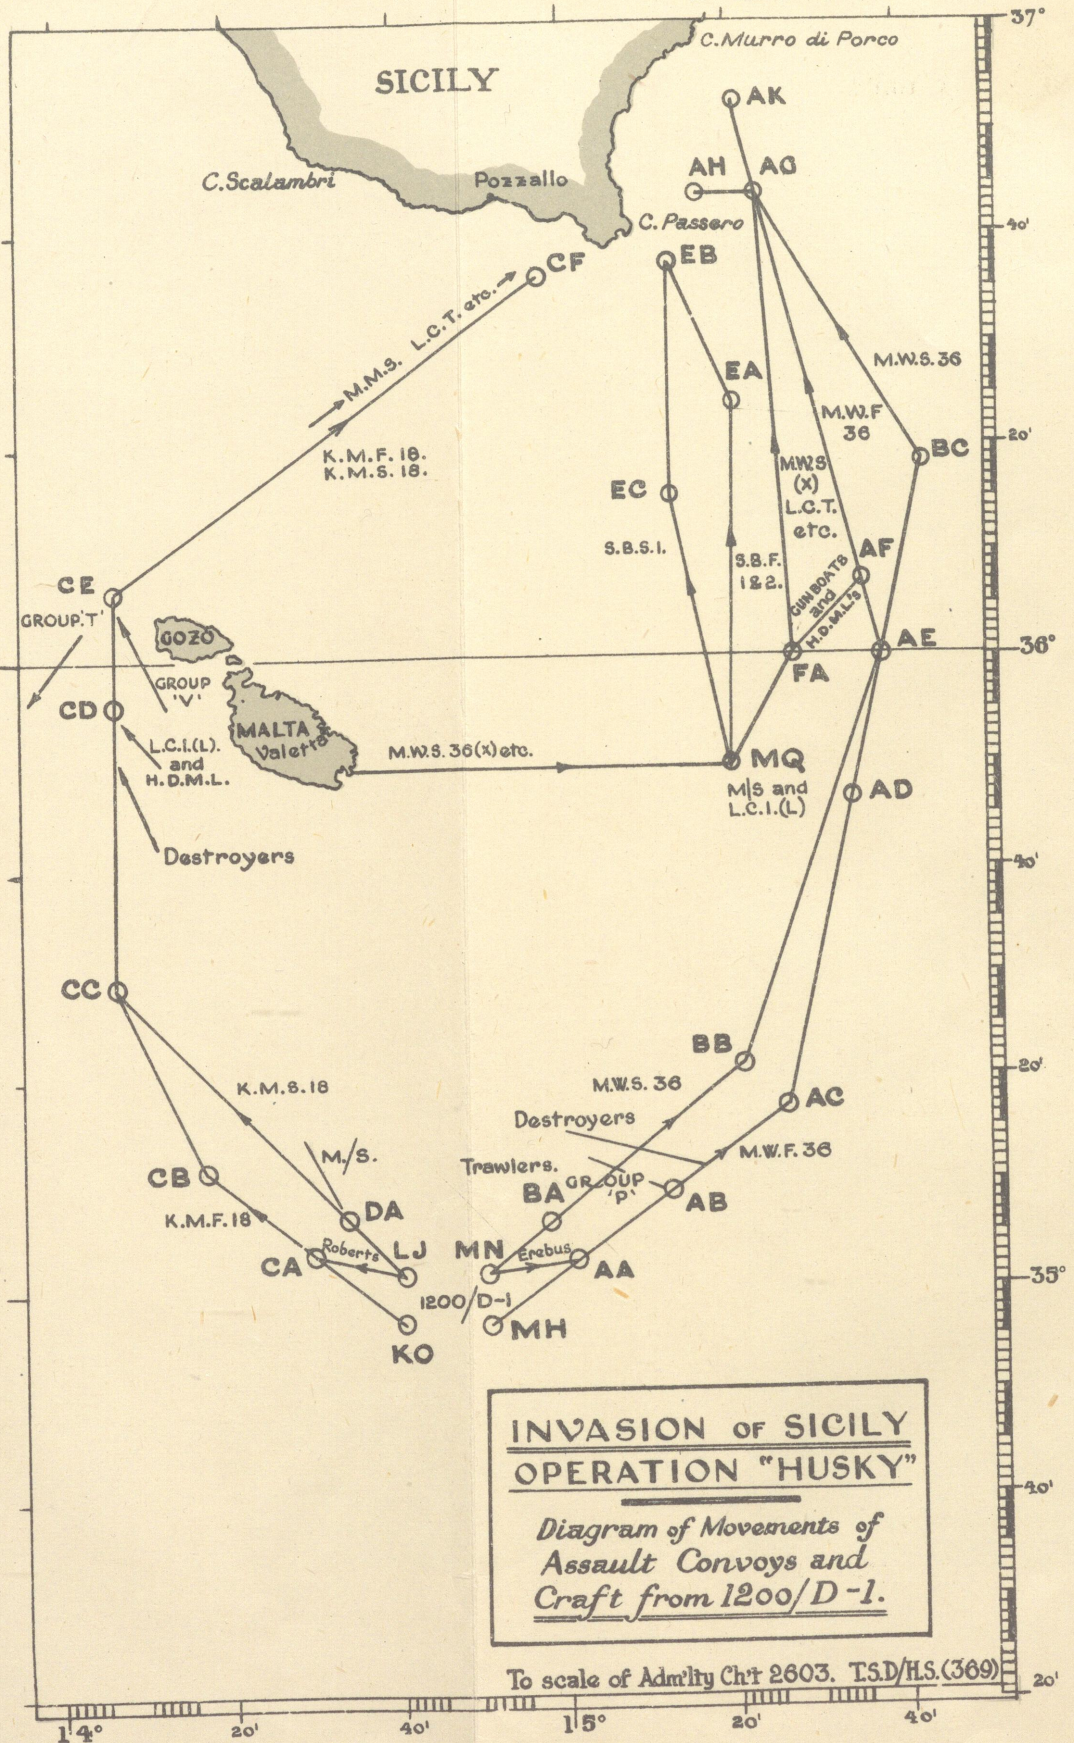 37°
C. Murro di Porco
SICILY
AK
AH
AG
C. Scalambri
Pozzallo
C. Passero
40'
EB
CF
M.M.S. L.C.T. etc.
M.W.S. 36
EA
M.W.F
36
K.M.F. 18.
K.M.S. 18.
20'
BC
M.W.S
(x)
L.C.T.
etc.
EC
S.B.S.1.
S.B.F.
1&2.
AF
GUNBOATS
and
H.D.M.L's
CE
GROUP.'T'
GOZO
AE
36°
FA
GROUP
'V'
CD
MALTA
Valetta
L.C.I.(L).
and
H.D.M.L.
M.W.S. 36(x) etc.
MQ
M/S and
L.C.I.(L)
AD
Destroyers
40'
CC
BB
20'
K.M.S. 18
M.W.S. 36
AC
Destroyers
M./S.
M.W.F. 36
Trawlers.
CB
GROUP
'P'
BA
AB
K.M.F. 18
DA
Roberts
LJ
MN
Erebus
CA
AA
35°
1200/D-1
MH
KO
INVASION OF SICILY
OPERATION "HUSKY"
Diagram of Movements of
Assault Convoys and
Craft from 1200/D-1.
40'
To scale of Adm'lty Ch't 2603. T.S.D/H.S.(369)
20'
14°
20'
40'
15°
20'
40'